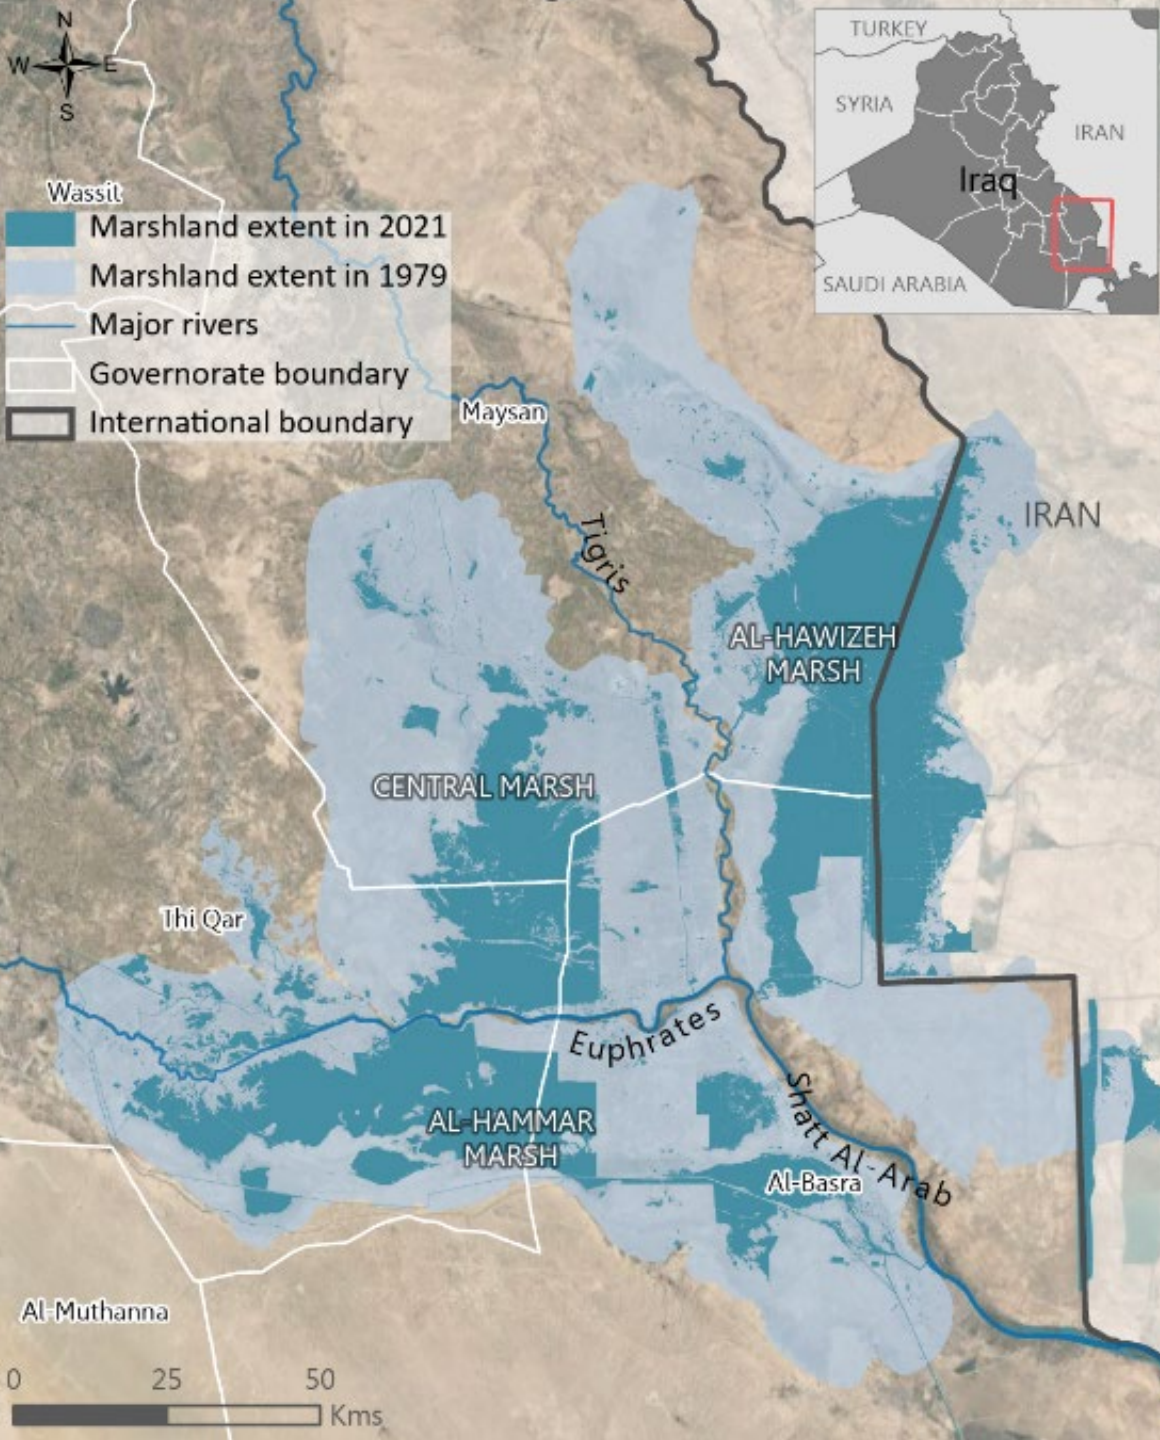 N
W E
S
TURKEY
SYRIA
IRAN
Iraq
SAUDI ARABIA
Wassit
Marshland extent in 2021
Marshland extent in 1979
Major rivers
Governorate boundary
International boundary
Maysan
Tigris
IRAN
AL-HAWIZEH
MARSH
CENTRAL MARSH
Thi Qar
Euphrates
Shatt Al-Arab
AL-HAMMAR
MARSH
Al-Basra
Al-Muthanna
0 25 50
Kms